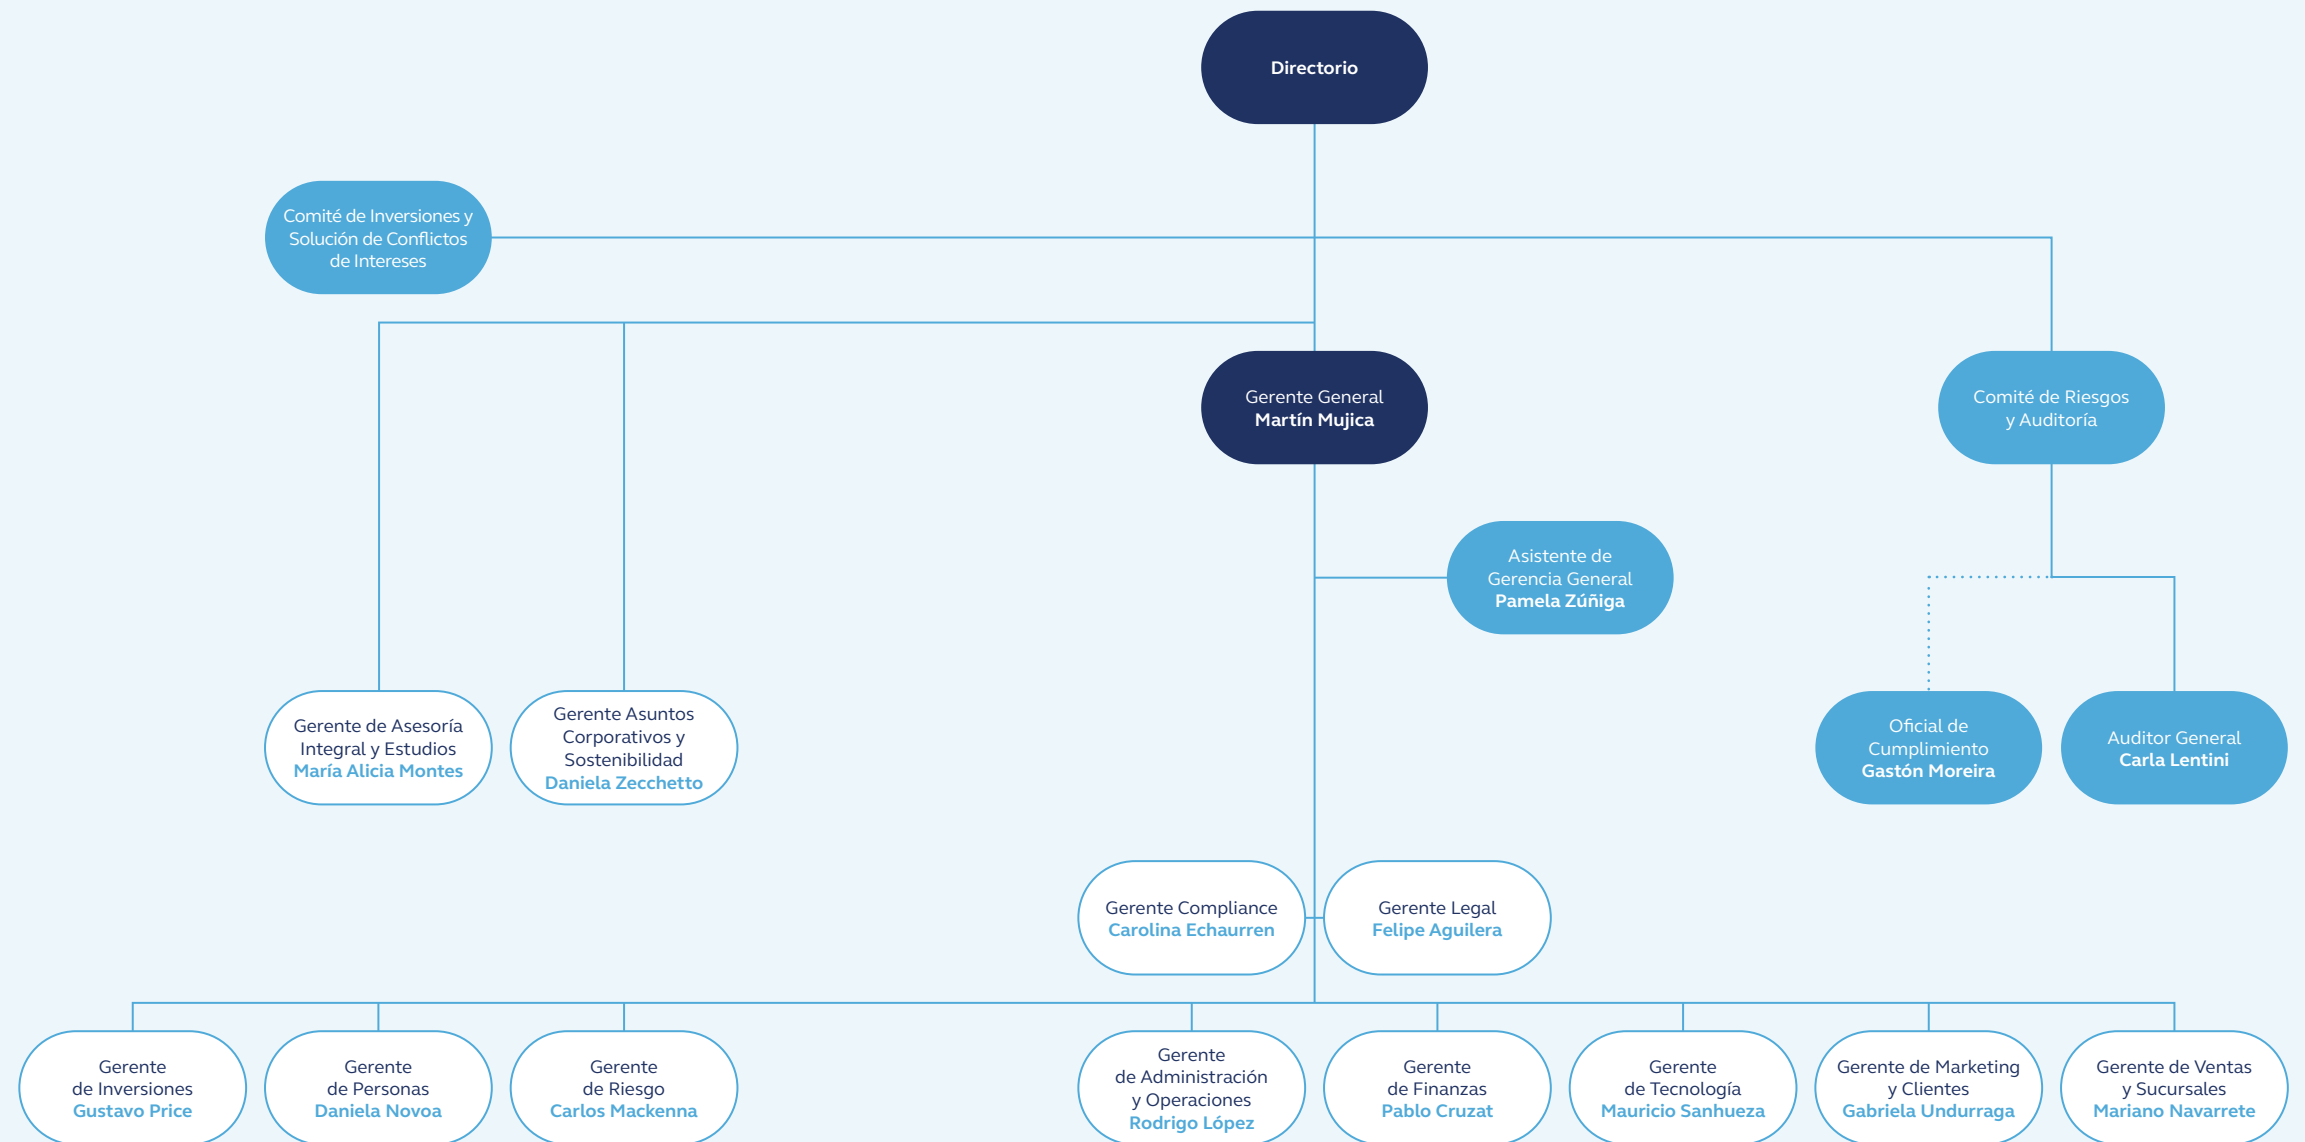 Directorio
Comité de Inversiones y
Solución de Conflictos
de Intereses
Gerente General
Martín Mujica
Comité de Riesgos
y Auditoría
Asistente de
Gerencia General
Pamela Zúñiga
Gerente de Asesoría
Integral y Estudios
María Alicia Montes
Gerente Asuntos
Corporativos y
Sostenibilidad
Daniela Zecchetto
Oficial de
Cumplimiento
Gastón Moreira
Auditor General
Carla Lentini
Gerente Compliance
Carolina Echaurren
Gerente Legal
Felipe Aguilera
Gerente
de Inversiones
Gustavo Price
Gerente
de Personas
Daniela Novoa
Gerente
de Riesgo
Carlos Mackenna
Gerente
de Administración
y Operaciones
Rodrigo López
Gerente
de Finanzas
Pablo Cruzat
Gerente
de Tecnología
Mauricio Sanhueza
Gerente de Marketing
y Clientes
Gabriela Undurraga
Gerente de Ventas
y Sucursales
Mariano Navarrete